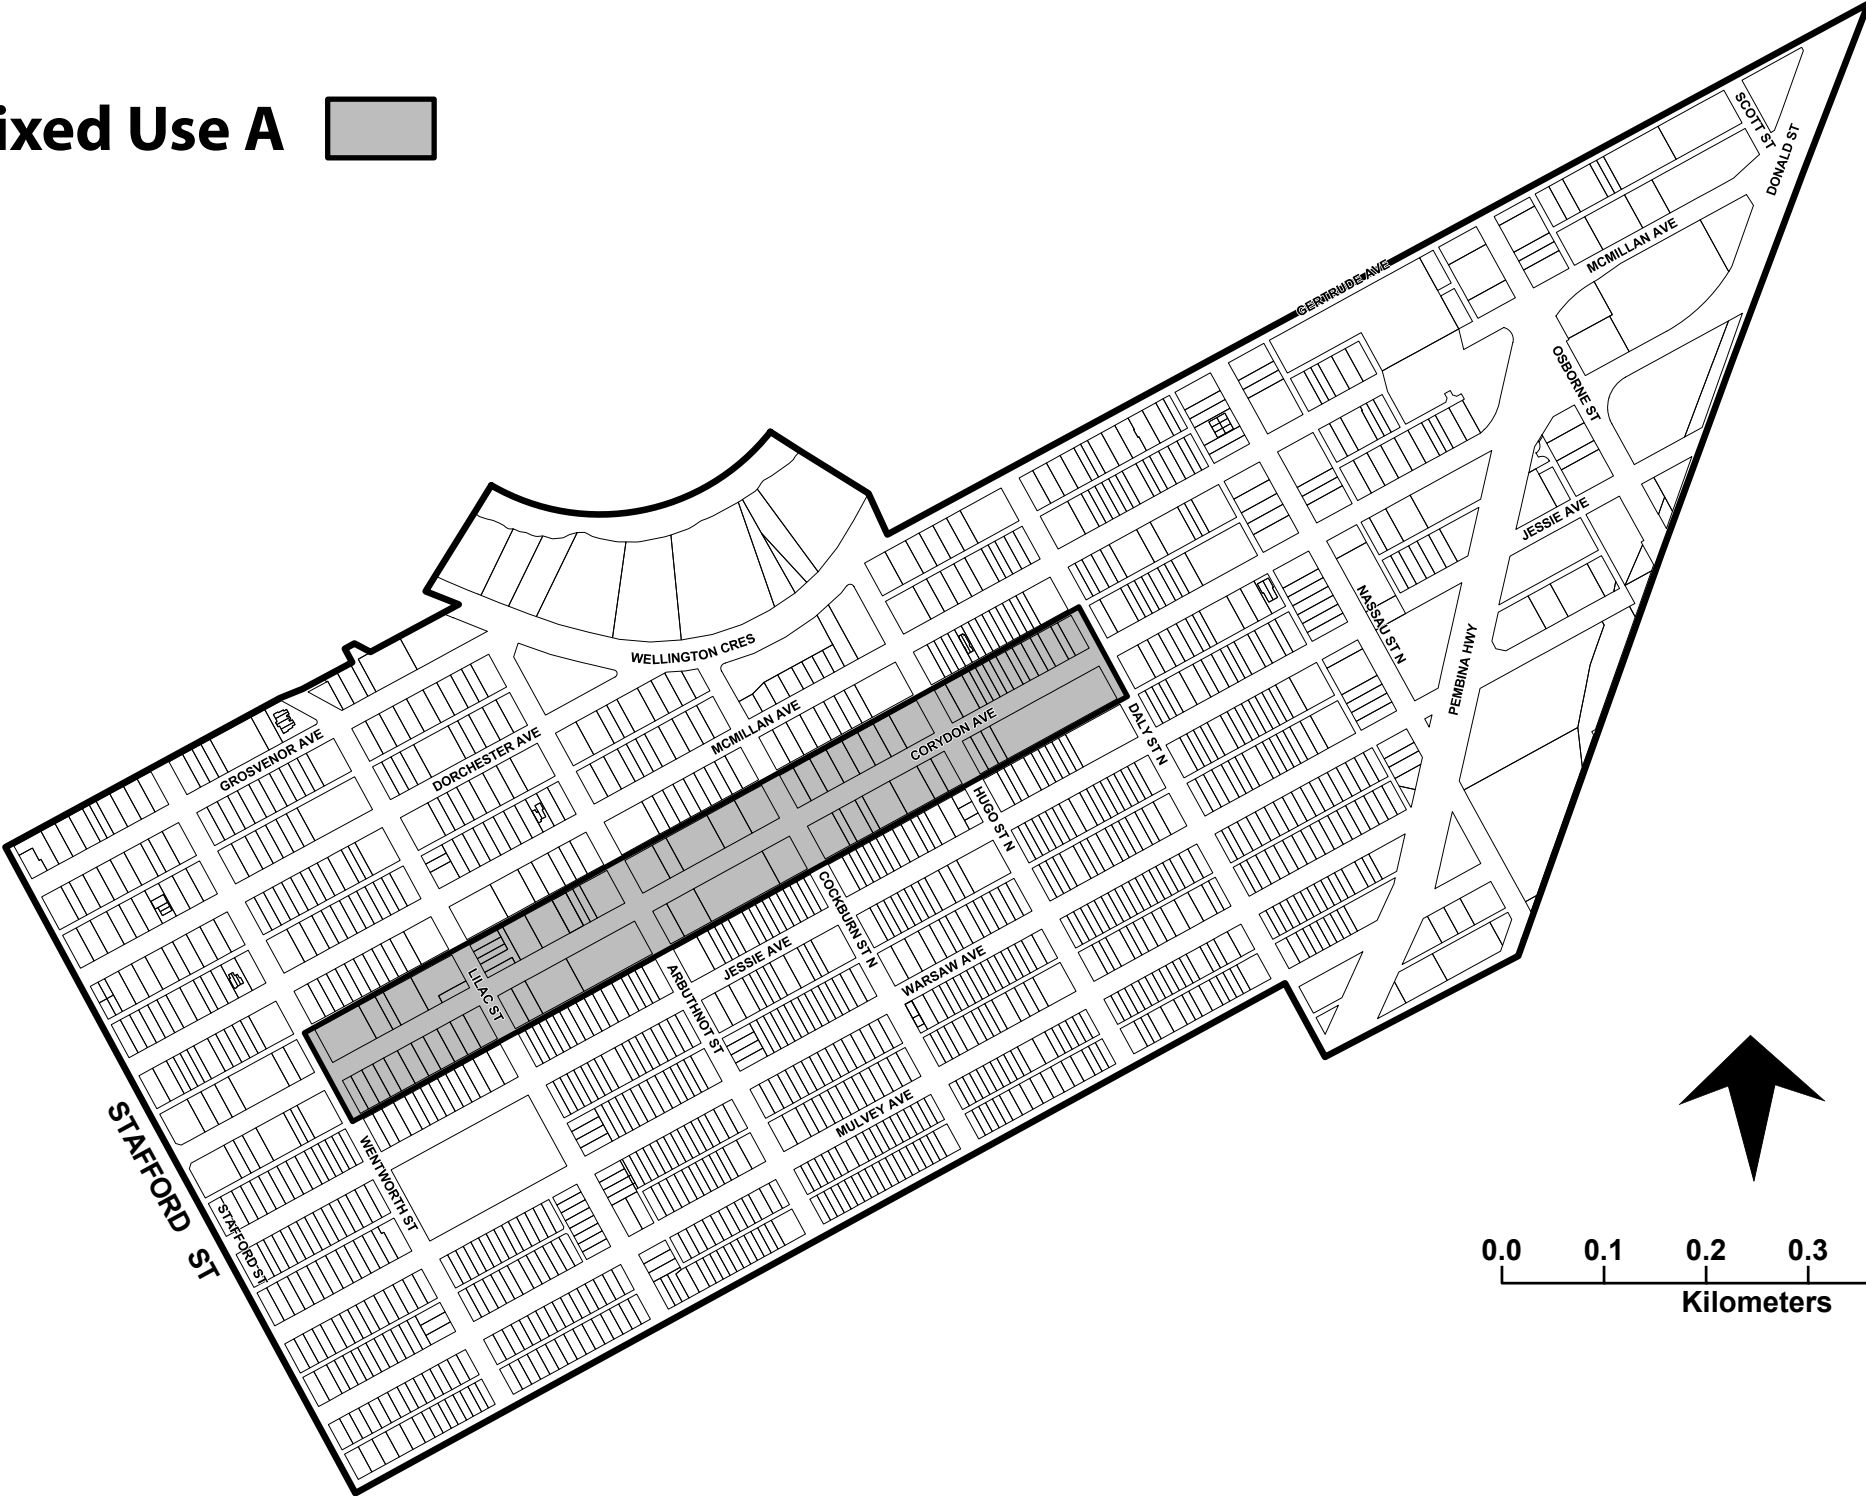 ixed Use A
SCOTT ST
DONALD ST
MCMILLAN AVE
GERTRUDE AVE
OSBORNE ST
JESSIE AVE
NASSAU ST N
PEMBINA HWY
WELLINGTON CRES
GROSVENOR AVE
DORCHESTER AVE
MCMILLAN AVE
CORYDON AVE
DALY ST N
HUGO ST N
COCKBURN ST N
LILAC ST
ARBUTHNOT ST
JESSIE AVE
WARSAW AVE
MULVEY AVE
WENTWORTH ST
STAFFORD ST
STAFFORD ST
0.0 0.1 0.2 0.3
Kilometers